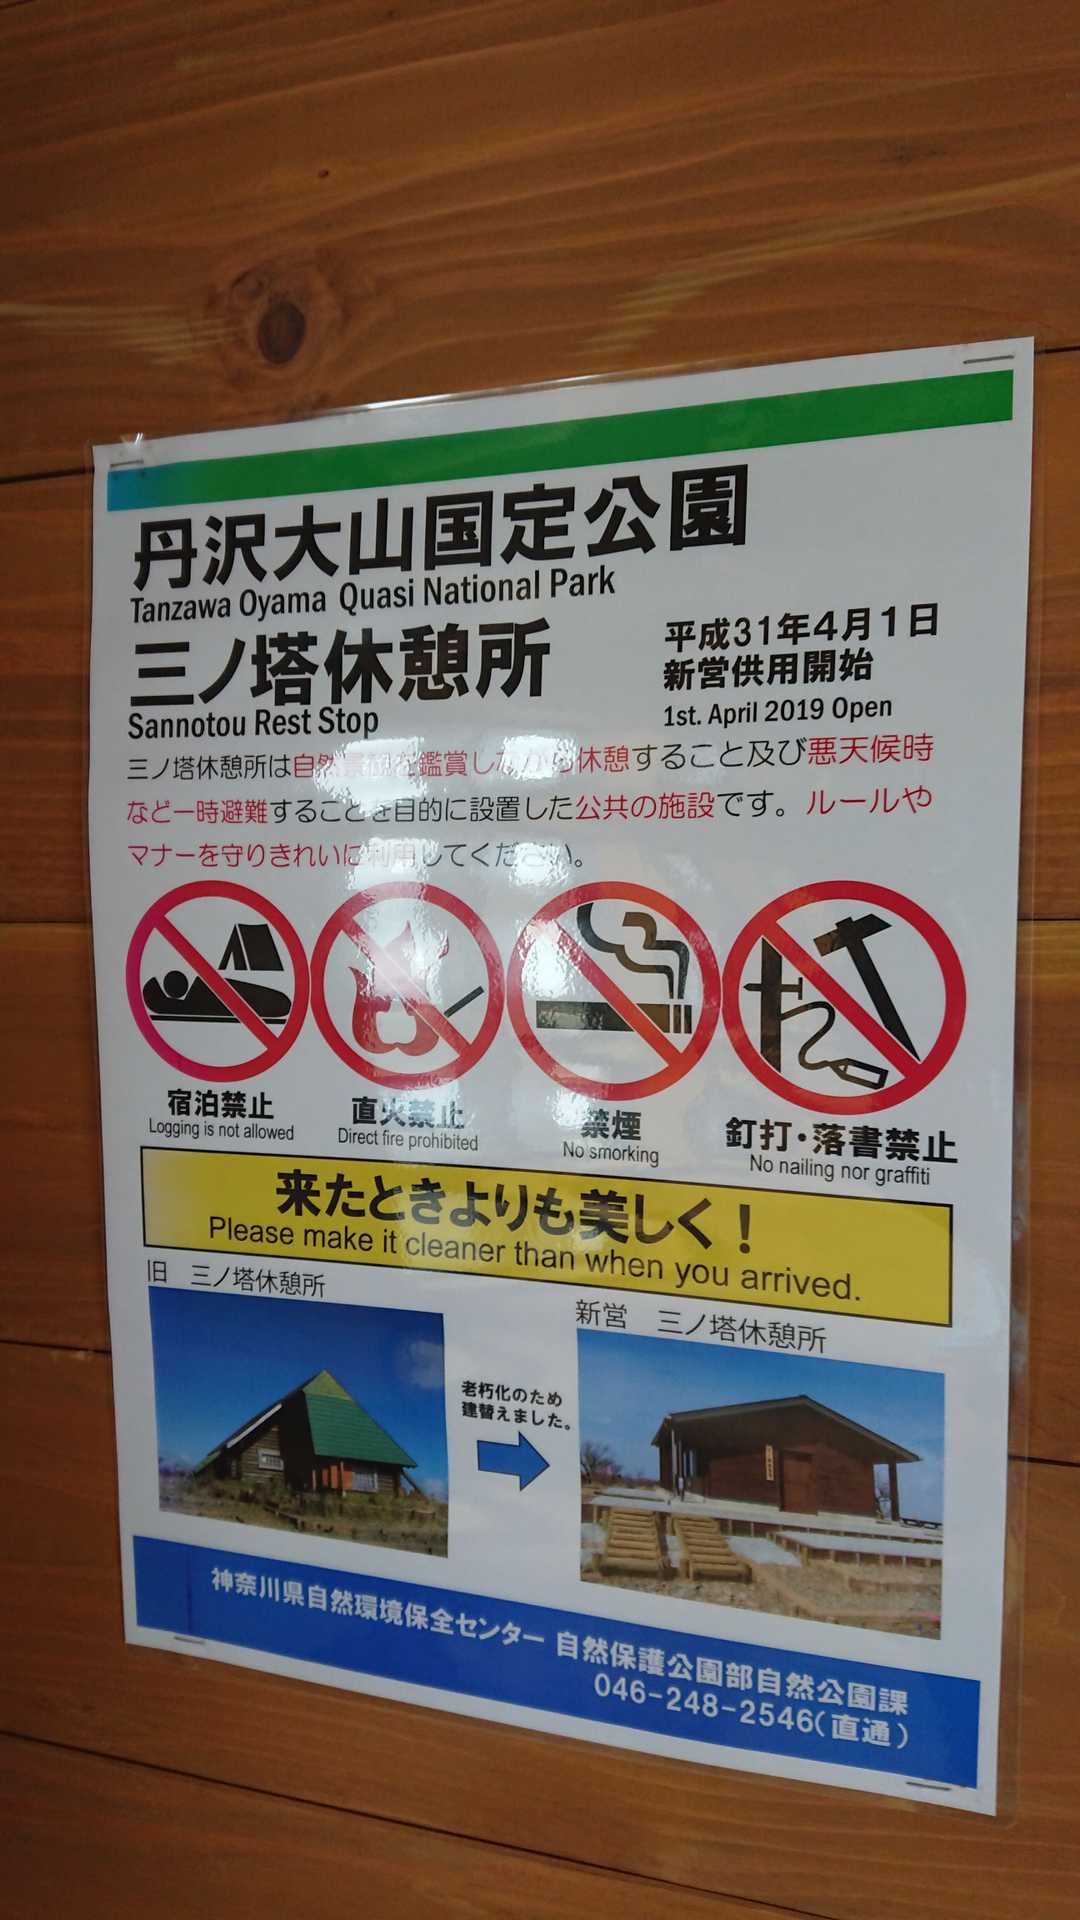 丹沢大山国定公園
Tanzawa Oyama Quasi National Park
三ノ塔休憩所
Sannotou Rest Stop
平成31年4月1日
新営供用開始
1st. April 2019 Open
三ノ塔休憩所は自然景観を鑑賞しながら休憩すること及び悪天候時
など一時避難することを目的に設置した公共の施設です。ルールや
マナーを守りきれいに利用してください。
宿泊禁止
Logging is not allowed
直火禁止
Direct fire prohibited
禁煙
No smorking
釘打・落書禁止
No nailing nor graffiti
来たときよりも美しく！
Please make it cleaner than when you arrived.
旧　三ノ塔休憩所
老朽化のため
建替えました。
新営　三ノ塔休憩所
神奈川県自然環境保全センター 自然保護公園部自然公園課
046-248-2546(直通)